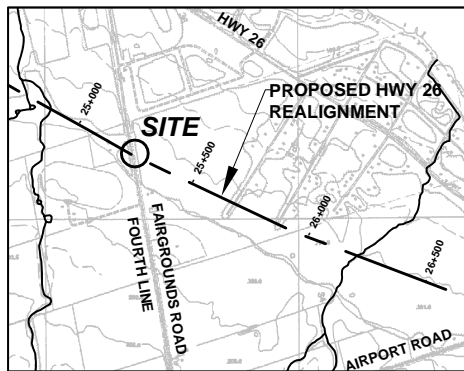 HWY 26
PROPOSED HWY 26
REALIGNMENT
25+000
SITE
25+500
FAIRGROUNDS ROAD
FOURTH LINE
26+000
26+500
AIRPORT ROAD